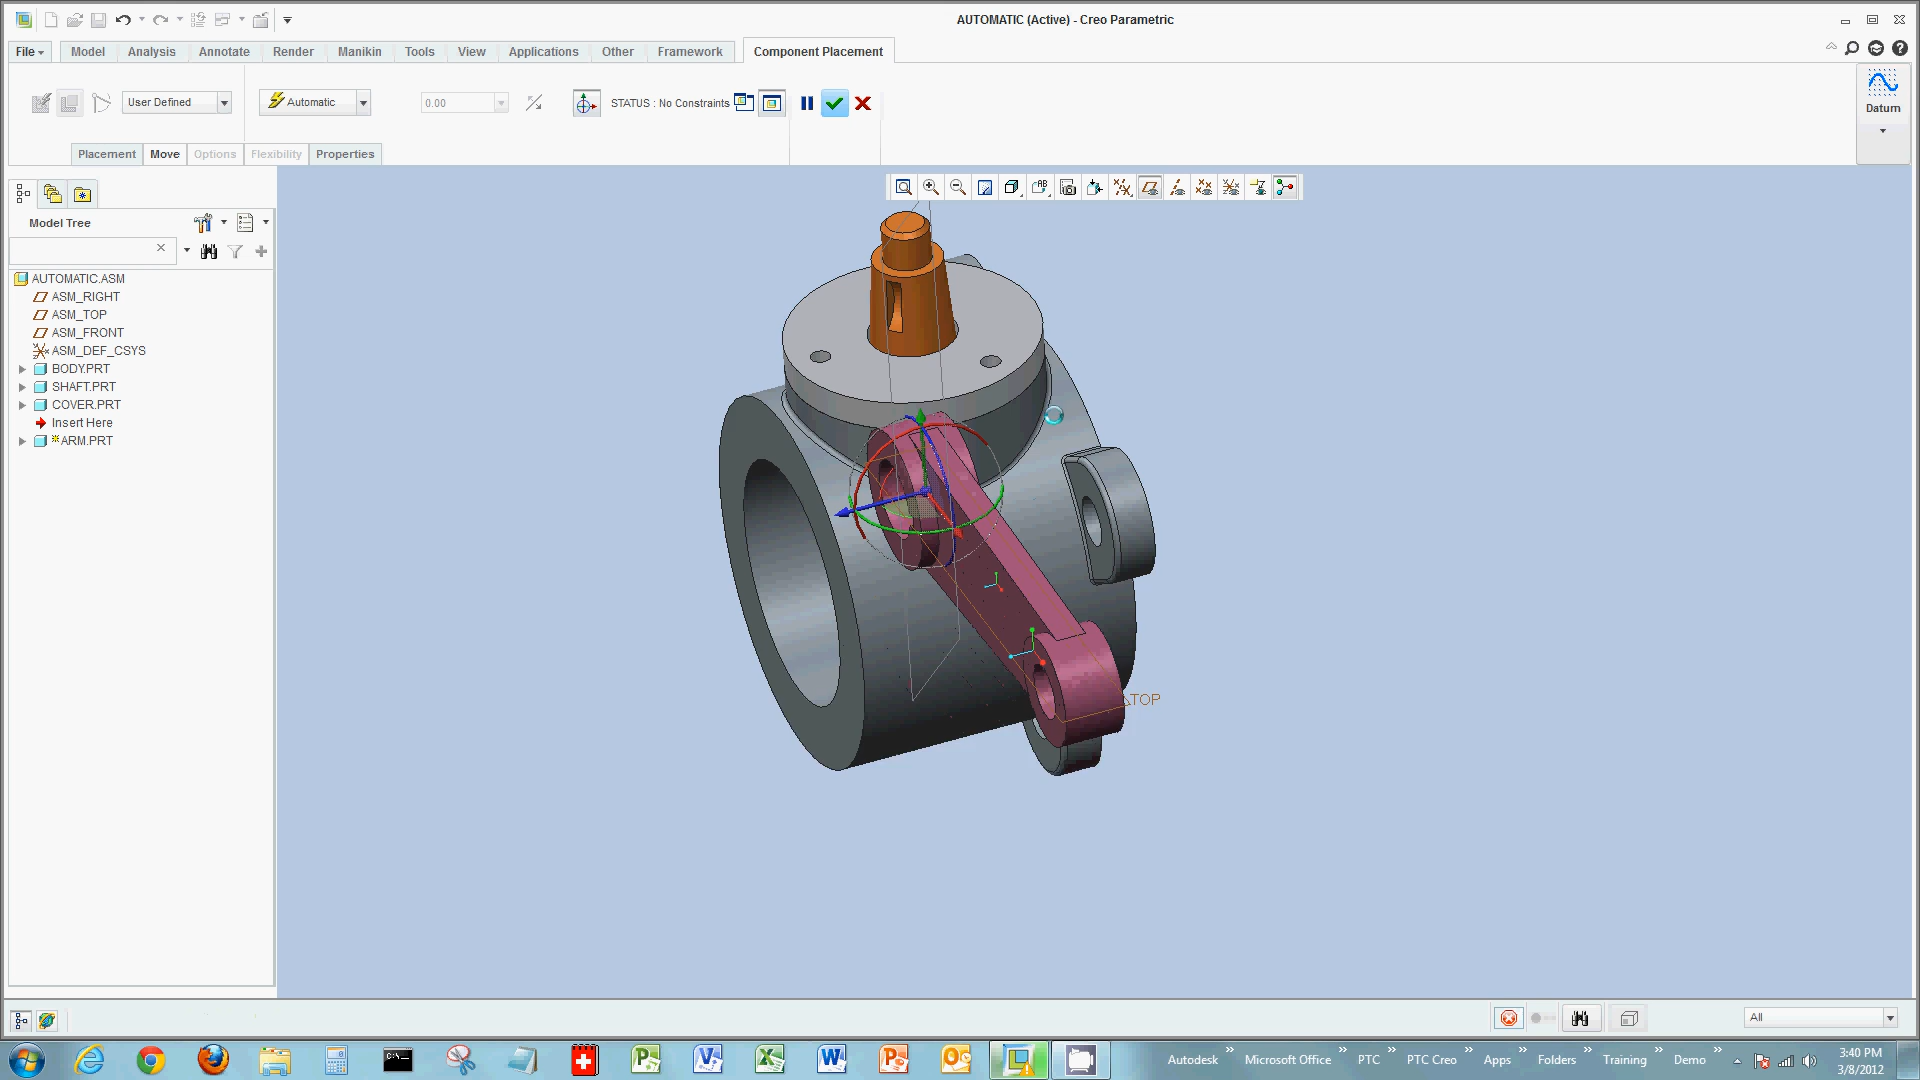 AUTOMATIC (Active) - Creo Parametric
File Model Analysis Annotate Render Manikin Tools View Applications Other Framework Component Placement
User Defined Automatic 0.00 STATUS : No Constraints
Datum
Placement Move Options Flexibility Properties
Model Tree
AUTOMATIC.ASM
ASM_RIGHT
ASM_TOP
ASM_FRONT
ASM_DEF_CSYS
BODY.PRT
SHAFT.PRT
COVER.PRT
Insert Here
ARM.PRT
TOP
All
Autodesk Microsoft Office PTC PTC Creo Apps Folders Training Demo
3:40 PM
3/8/2012